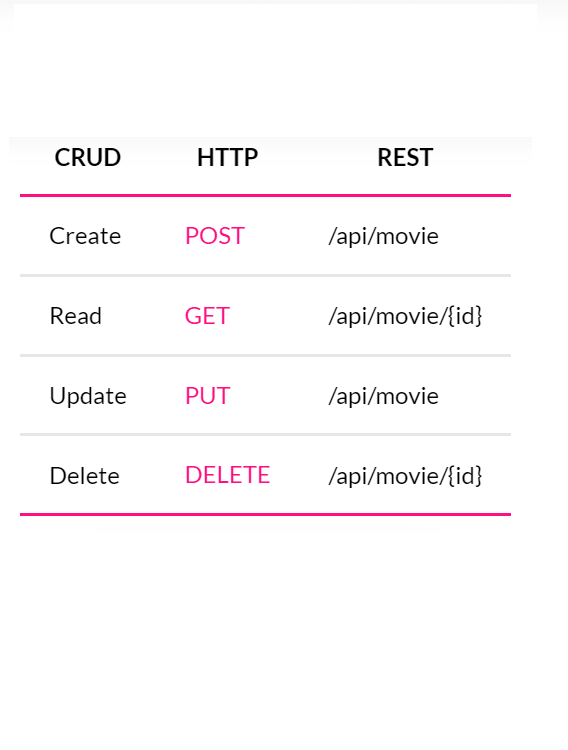 CRUD HTTP REST
Create POST /api/movie
Read GET /api/movie/{id}
Update PUT /api/movie
Delete DELETE /api/movie/{id}